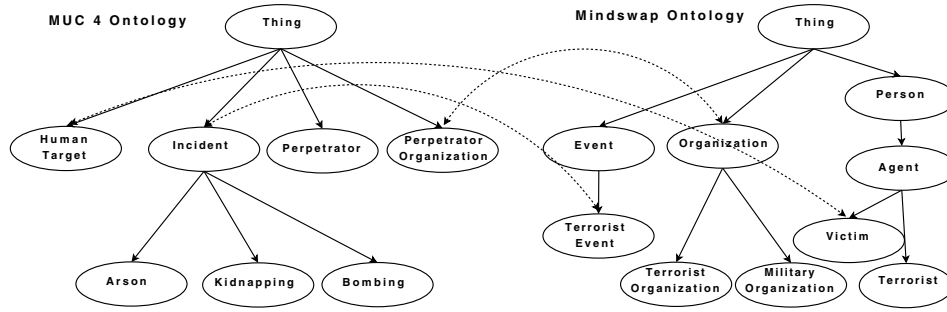 MUC 4 Ontology
Thing
Mindswap Ontology
Thing
Human
Target
Incident
Perpetrator
Perpetrator
Organization
Event
Organization
Person
Agent
Terrorist
Event
Victim
Arson
Kidnapping
Bombing
Terrorist
Organization
Military
Organization
Terrorist